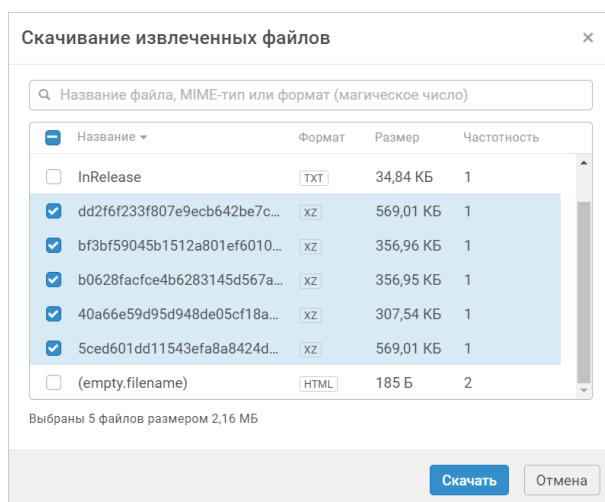 Скачивание извлеченных файлов
Название файла, MIME-тип или формат (магическое число)
Название Формат Размер Частотность
InRelease TXT 34,84 КБ 1
dd2f6f233f807e9ecb642be7c... XZ 569,01 КБ 1
bf3bf59045b1512a801ef6010... XZ 356,96 КБ 1
b0628facfce4b6283145d567a... XZ 356,95 КБ 1
40a66e59d95d948de05cf18a... XZ 307,54 КБ 1
5ced601dd11543efa8a8424d... XZ 569,01 КБ 1
(empty.filename) HTML 185 Б 2
Выбраны 5 файлов размером 2,16 МБ
Скачать Отмена